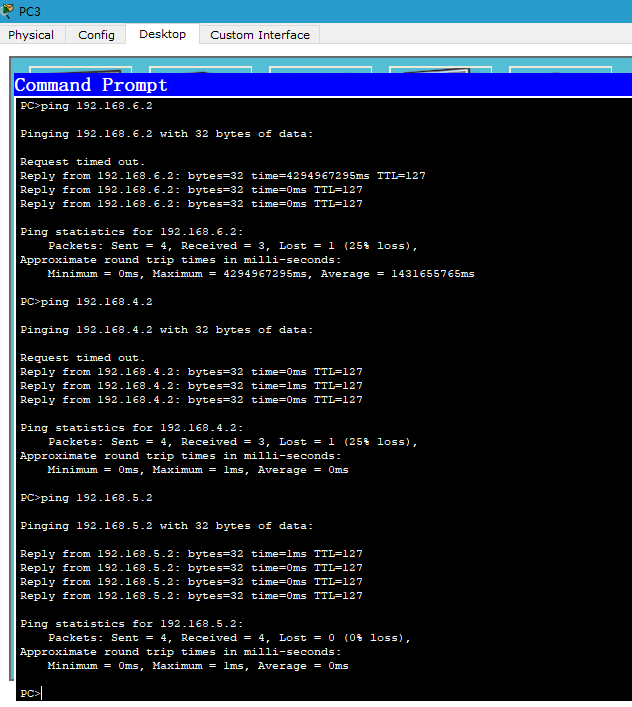 PC3
Physical Config Desktop Custom Interface
Command Prompt
PC>ping 192.168.6.2
Pinging 192.168.6.2 with 32 bytes of data:
Request timed out.
Reply from 192.168.6.2: bytes=32 time=4294967295ms TTL=127
Reply from 192.168.6.2: bytes=32 time=0ms TTL=127
Reply from 192.168.6.2: bytes=32 time=0ms TTL=127
Ping statistics for 192.168.6.2:
Packets: Sent = 4, Received = 3, Lost = 1 (25% loss),
Approximate round trip times in milli-seconds:
Minimum = 0ms, Maximum = 4294967295ms, Average = 1431655765ms
PC>ping 192.168.4.2
Pinging 192.168.4.2 with 32 bytes of data:
Request timed out.
Reply from 192.168.4.2: bytes=32 time=0ms TTL=127
Reply from 192.168.4.2: bytes=32 time=1ms TTL=127
Reply from 192.168.4.2: bytes=32 time=0ms TTL=127
Ping statistics for 192.168.4.2:
Packets: Sent = 4, Received = 3, Lost = 1 (25% loss),
Approximate round trip times in milli-seconds:
Minimum = 0ms, Maximum = 1ms, Average = 0ms
PC>ping 192.168.5.2
Pinging 192.168.5.2 with 32 bytes of data:
Reply from 192.168.5.2: bytes=32 time=1ms TTL=127
Reply from 192.168.5.2: bytes=32 time=0ms TTL=127
Reply from 192.168.5.2: bytes=32 time=0ms TTL=127
Reply from 192.168.5.2: bytes=32 time=0ms TTL=127
Ping statistics for 192.168.5.2:
Packets: Sent = 4, Received = 4, Lost = 0 (0% loss),
Approximate round trip times in milli-seconds:
Minimum = 0ms, Maximum = 1ms, Average = 0ms
PC>